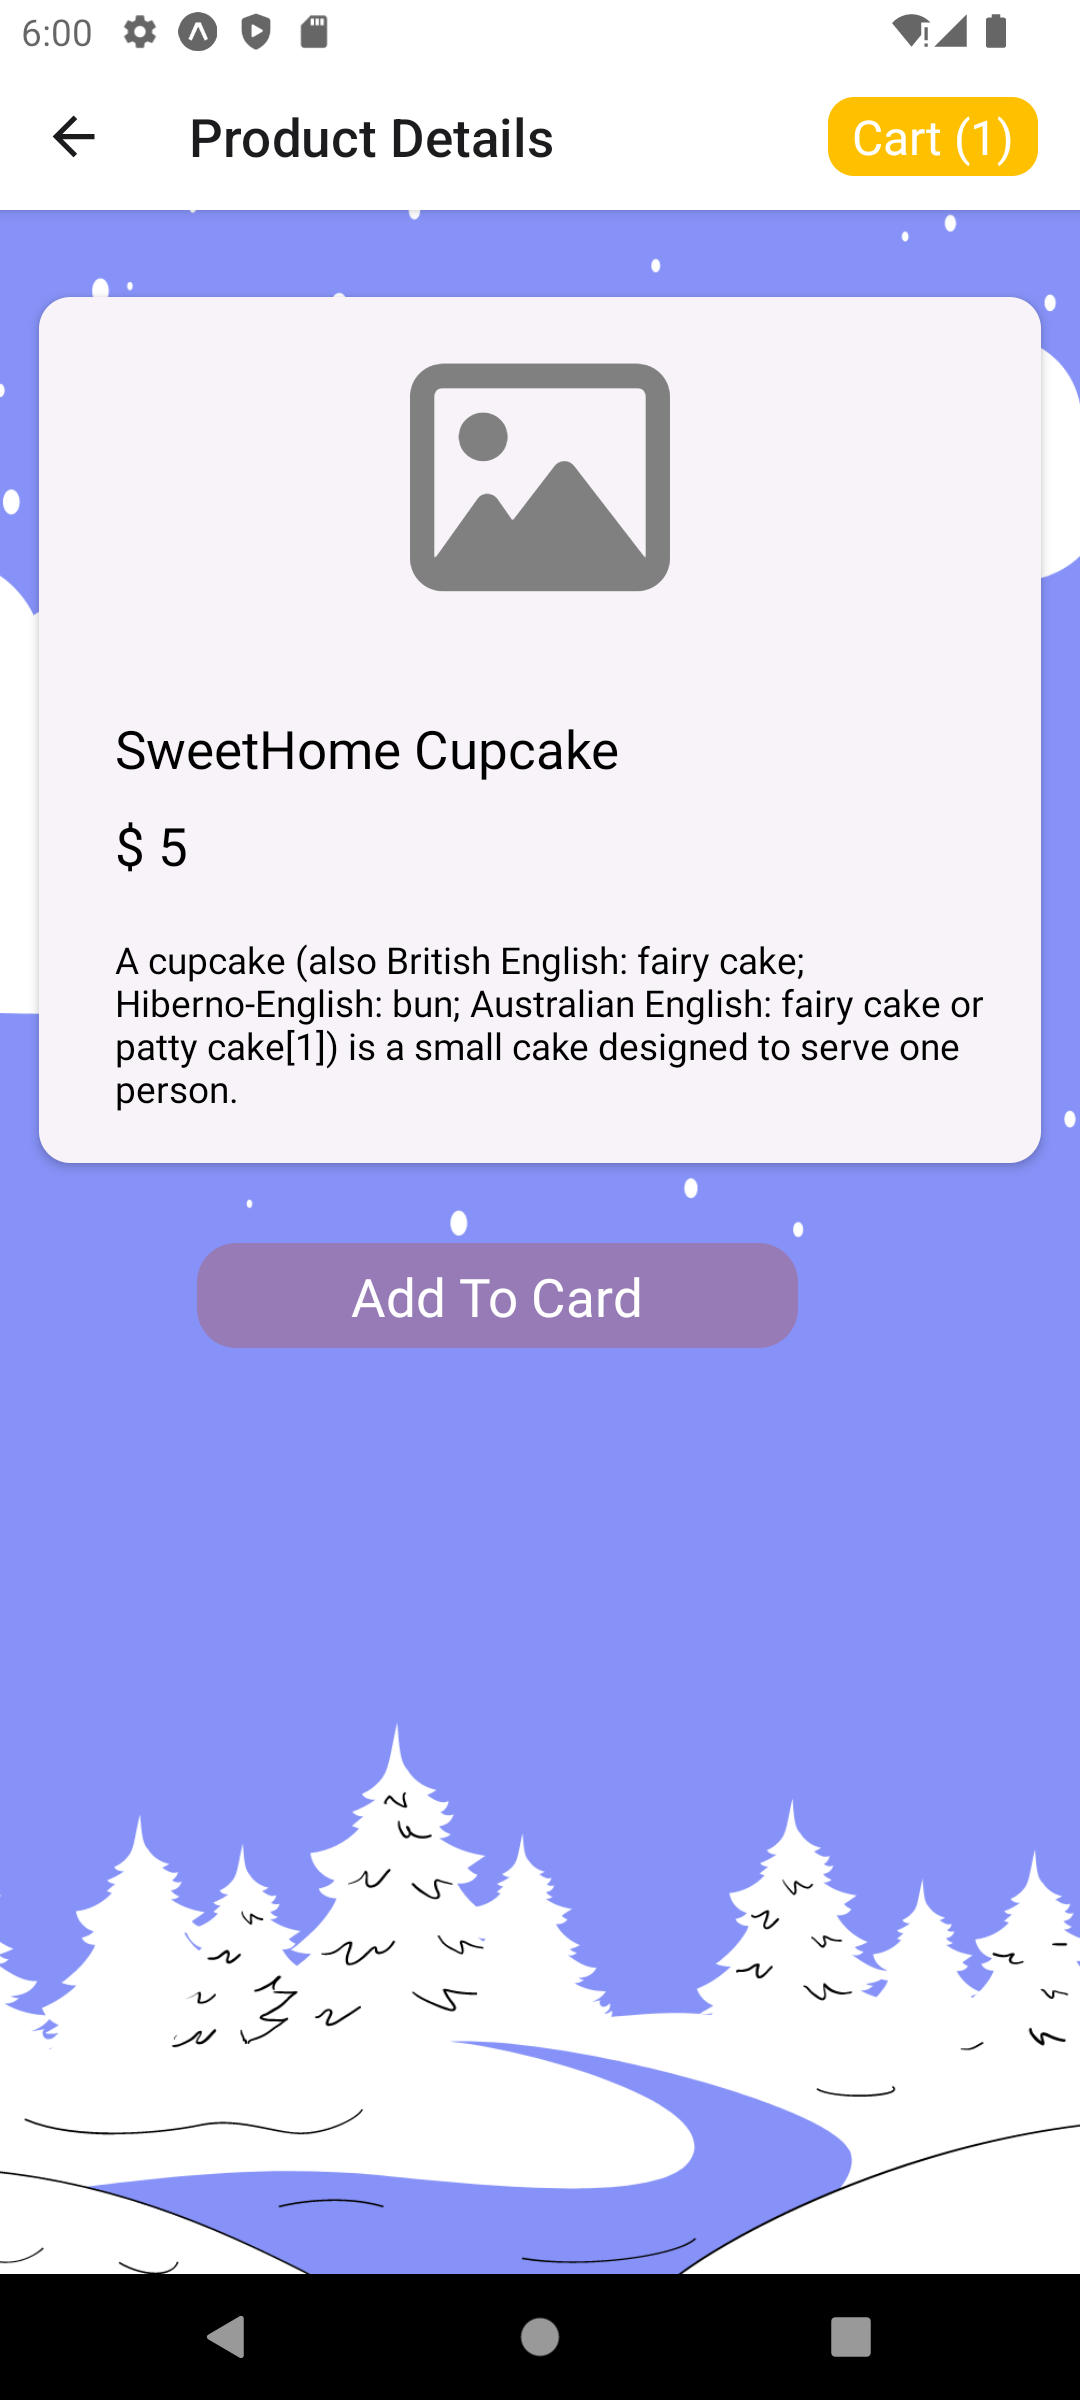 6:00
Product Details
Cart (1)
SweetHome Cupcake
$ 5
A cupcake (also British English: fairy cake;
Hiberno-English: bun; Australian English: fairy cake or
patty cake[1]) is a small cake designed to serve one
person.
Add To Card